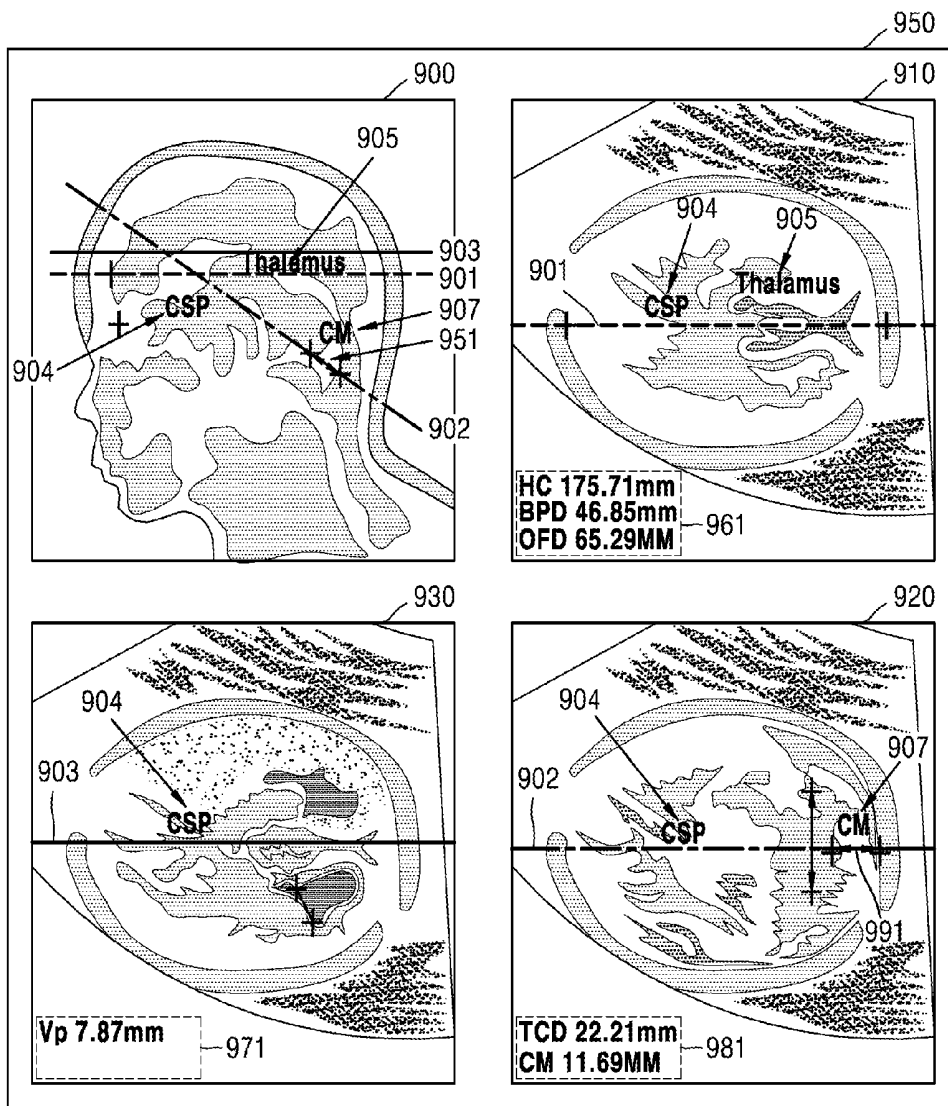 950
900
905
Thalemus
903
901
CSP
907
CM
951
904
902
910
904
905
901
Thalamus
CSP
HC 175.71mm
BPD 46.85mm
OFD 65.29MM
961
930
904
903
CSP
Vp 7.87mm
971
920
904
907
902
CSP
CM
991
TCD 22.21mm
CM 11.69MM
981